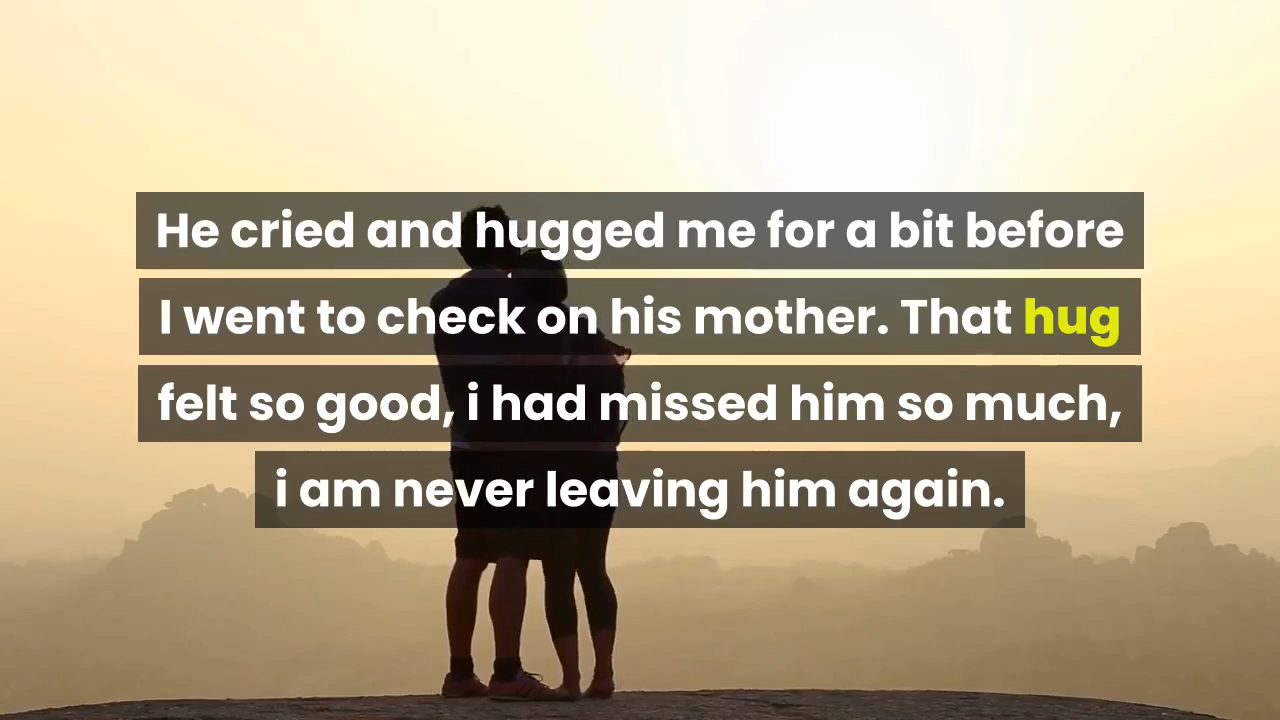 He cried and hugged me for a bit before
I went to check on his mother. That hug
felt so good, i had missed him so much,
i am never leaving him again.